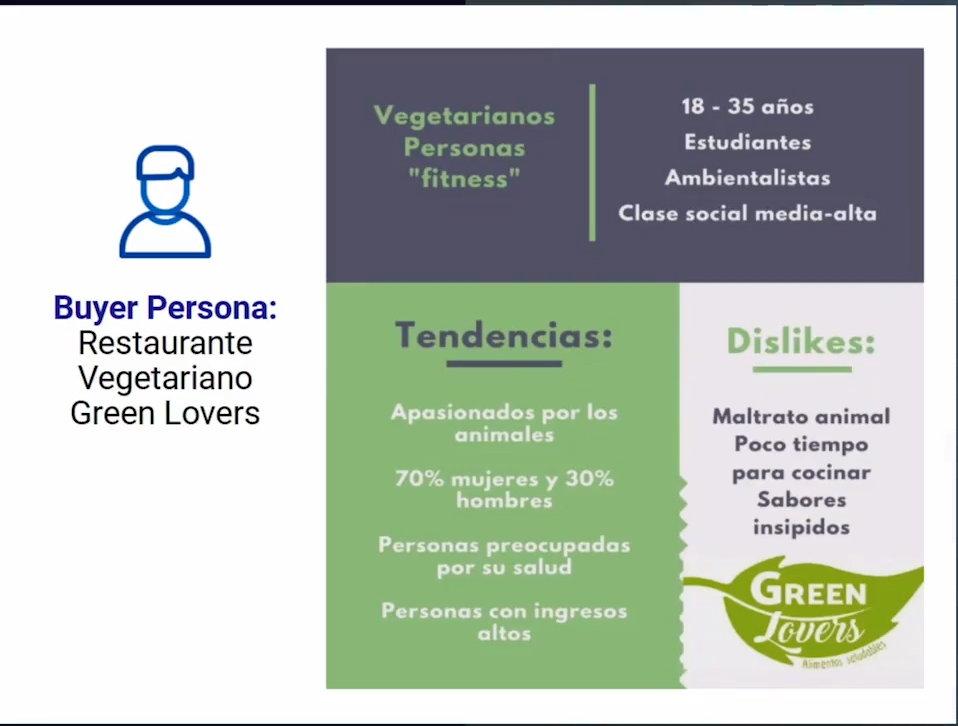 Buyer Persona:
Restaurante
Vegetariano
Green Lovers
Vegetarianos
Personas
"fitness"
18 - 35 años
Estudiantes
Ambientalistas
Clase social media-alta
Tendencias:
Apasionados por los
animales
70% mujeres y 30%
hombres
Personas preocupadas
por su salud
Personas con ingresos
altos
Dislikes:
Maltrato animal
Poco tiempo
para cocinar
Sabores
insipidos
GREEN
Lovers
Alimentos saludables